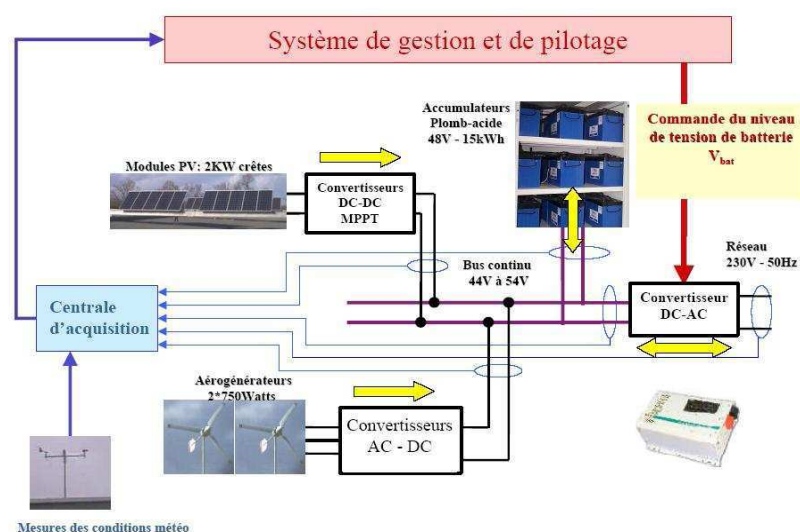 Système de gestion et de pilotage
Accumulateurs
Plomb-acide
48V - 15kWh
Commande du niveau
de tension de batterie
Vbat
Modules PV: 2KW crêtes
Convertisseurs
DC-DC
MPPT
Réseau
230V - 50Hz
Bus continu
44V à 54V
Centrale
d'acquisition
Convertisseur
DC-AC
Aérogénérateurs
2*750Watts
Convertisseurs
AC - DC
Mesures des conditions météo